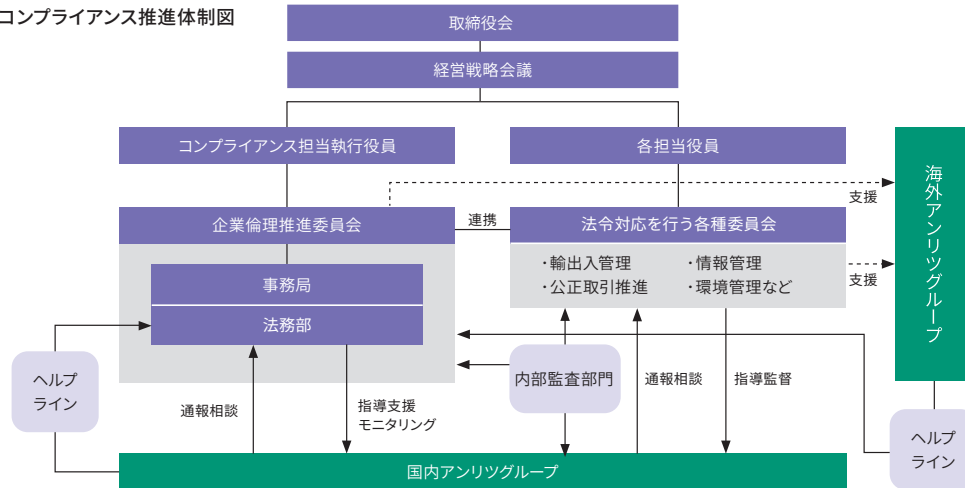 コンプライアンス推進体制図
取締役会
経営戦略会議
コンプライアンス担当執行役員
各担当役員
海外アンリツグループ
支援
企業倫理推進委員会
連携
法令対応を行う各種委員会
・輸出入管理
・情報管理
・公正取引推進
・環境管理など
支援
事務局
法務部
ヘルプ
ライン
内部監査部門
通報相談
指導支援
モニタリング
通報相談
指導監督
ヘルプ
ライン
国内アンリツグループ